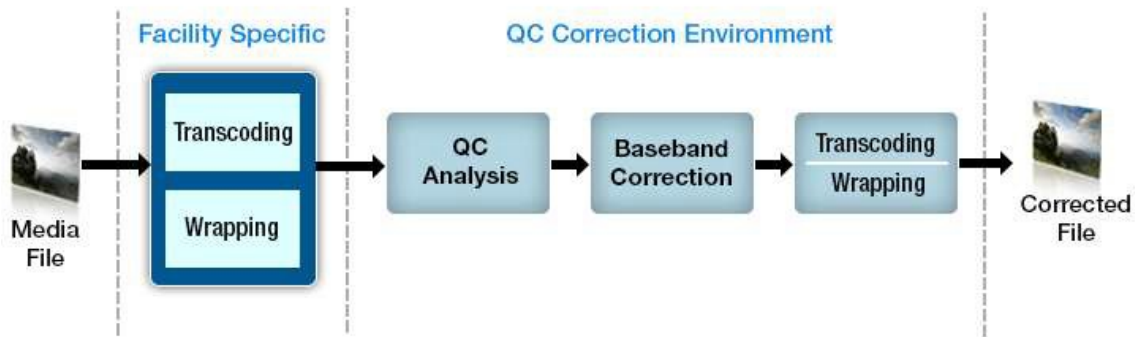 Facility Specific
QC Correction Environment
Media
File
Transcoding
Wrapping
QC
Analysis
Baseband
Correction
Transcoding
Wrapping
Corrected
File